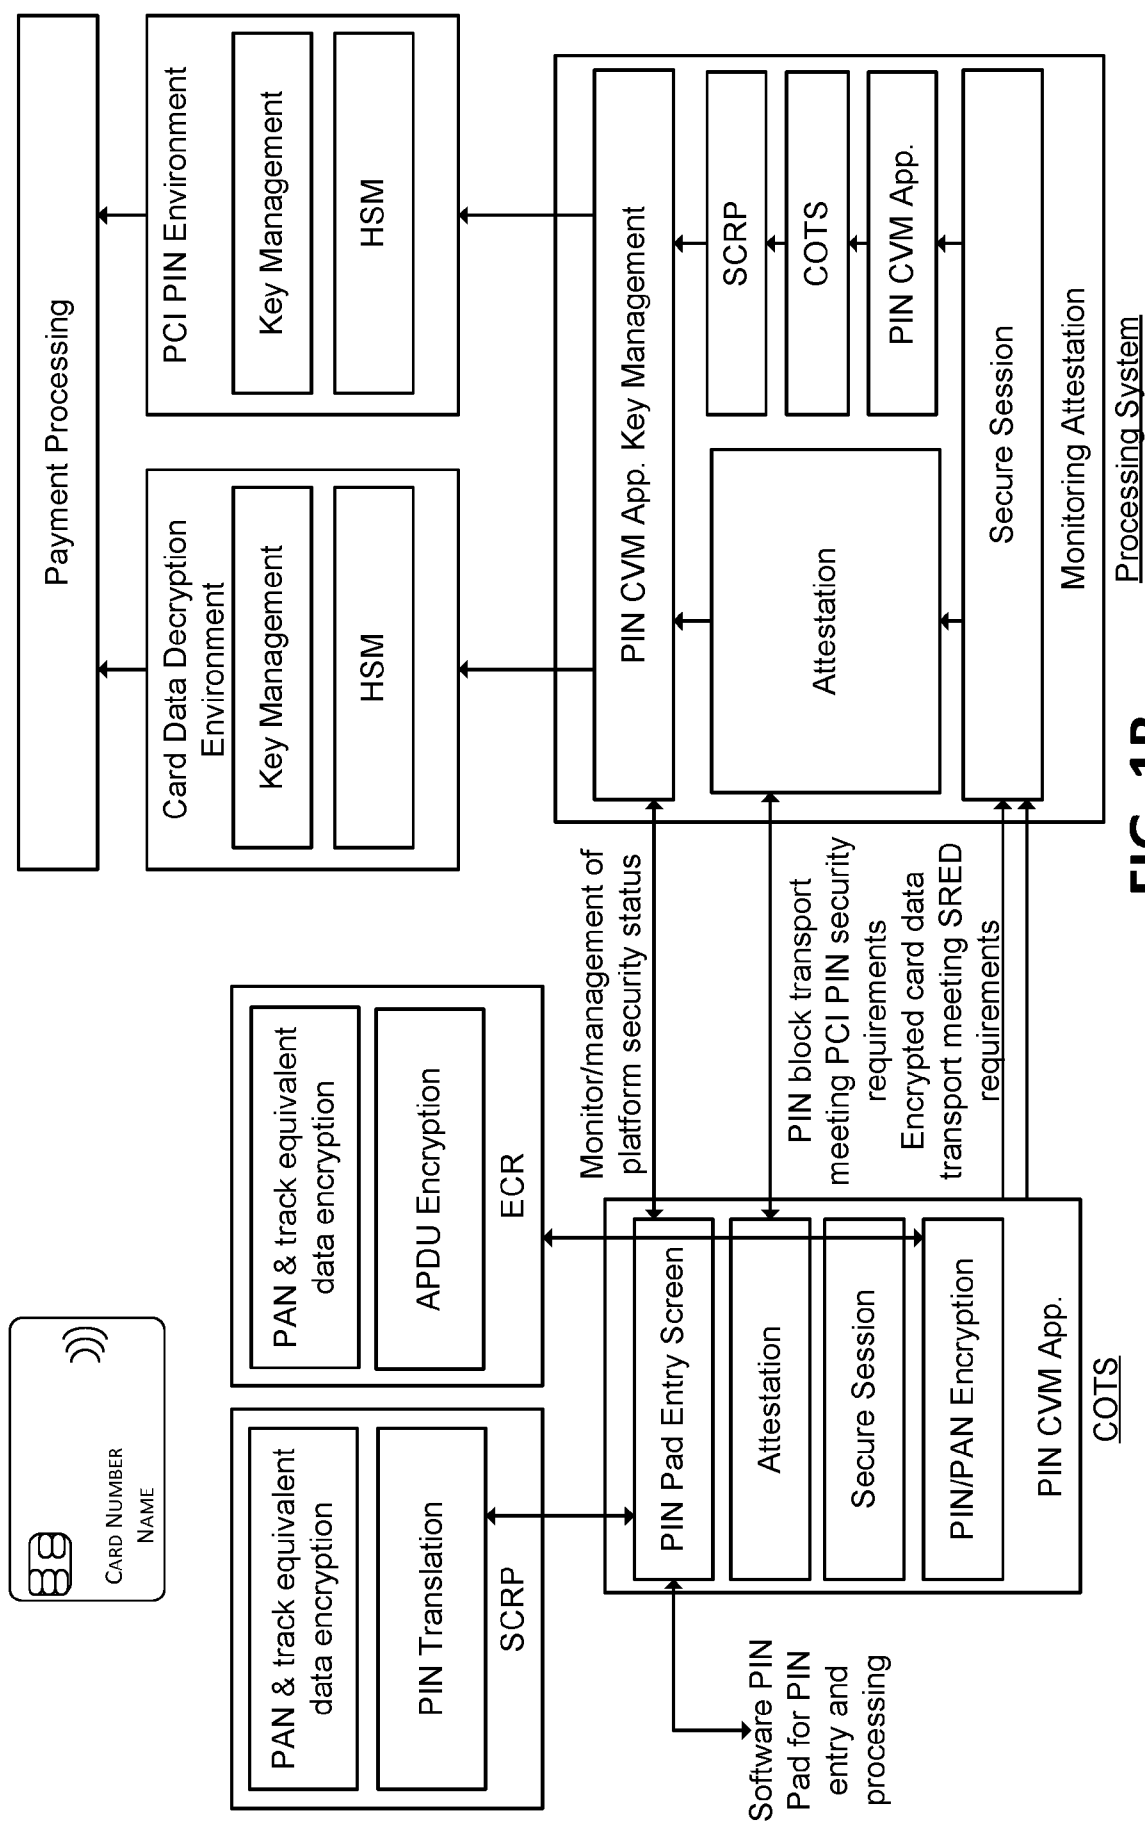 CARD NUMBER
NAME
PAN & track equivalent
data encryption
PIN Translation
SCRP
PAN & track equivalent
data encryption
APDU Encryption
ECR
Software PIN
Pad for PIN
entry and
processing
PIN Pad Entry Screen
Attestation
Secure Session
PIN/PAN Encryption
PIN CVM App.
COTS
Monitor/management of
platform security status
PIN block transport
meeting PCI PIN security
requirements
Encrypted card data
transport meeting SRED
requirements
Payment Processing
Card Data Decryption
Environment
Key Management
HSM
PCI PIN Environment
Key Management
HSM
PIN CVM App. Key Management
Attestation
SCRP
COTS
PIN CVM App.
Secure Session
Monitoring Attestation
Processing System
FIG. 1B